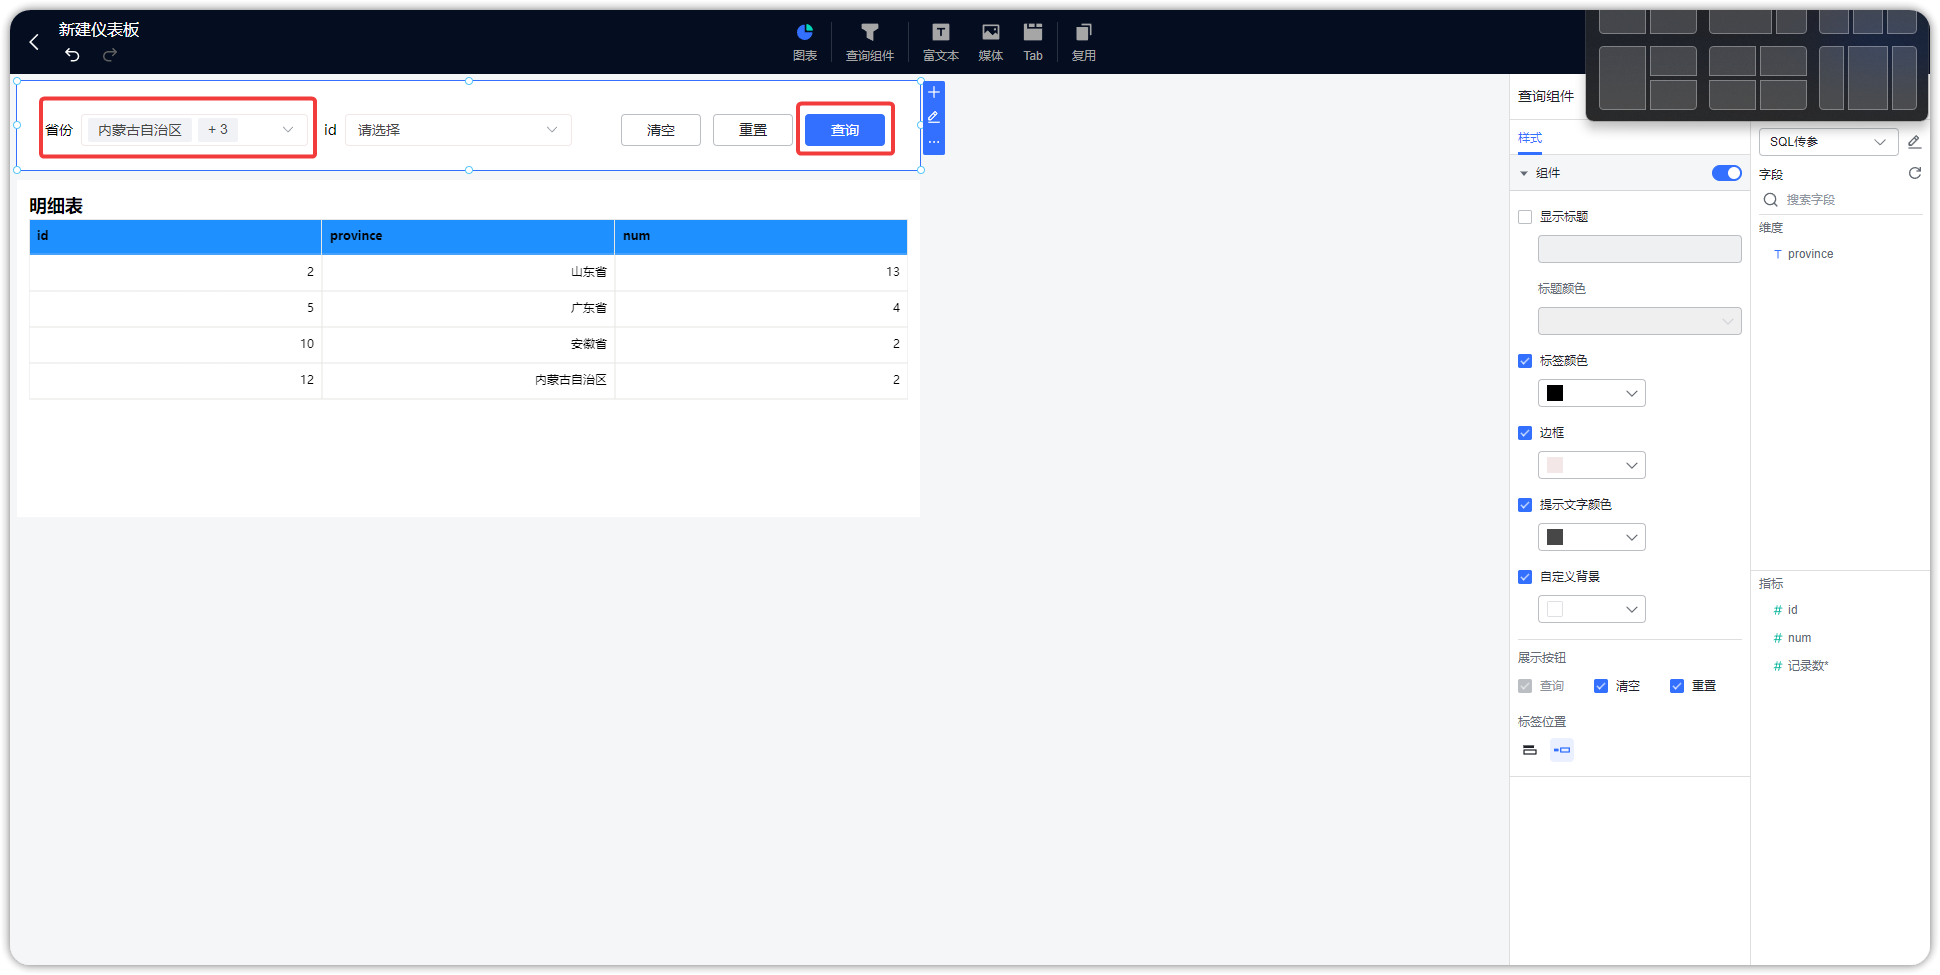 新建仪表板
图表
查询组件
富文本
媒体
Tab
复用
省份
内蒙古自治区
+ 3
id
请选择
清空
重置
查询
明细表
id province num
2 山东省 13
5 广东省 4
10 安徽省 2
12 内蒙古自治区 2
查询组件
样式
组件
显示标题
标题颜色
标签颜色
边框
提示文字颜色
自定义背景
展示按钮
查询 清空 重置
标签位置
SQL传参
字段
搜索字段
维度
T province
指标
# id
# num
# 记录数*